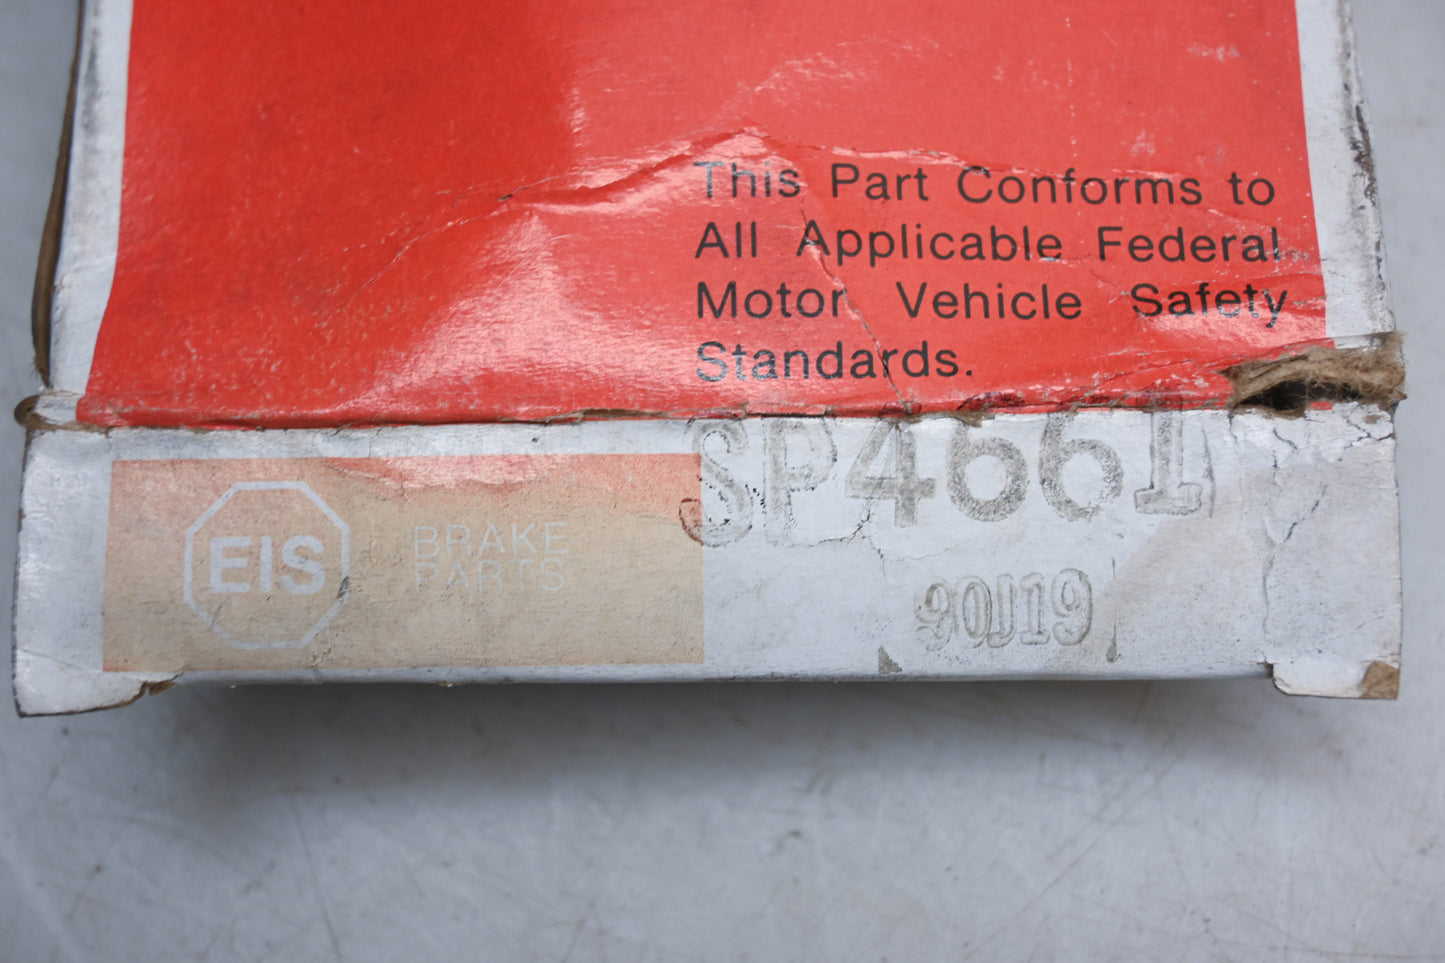 This Part Conforms to
All Applicable Federal
Motor Vehicle Safety
Standards.
SP4661
EIS
BRAKE
PARTS
90J19